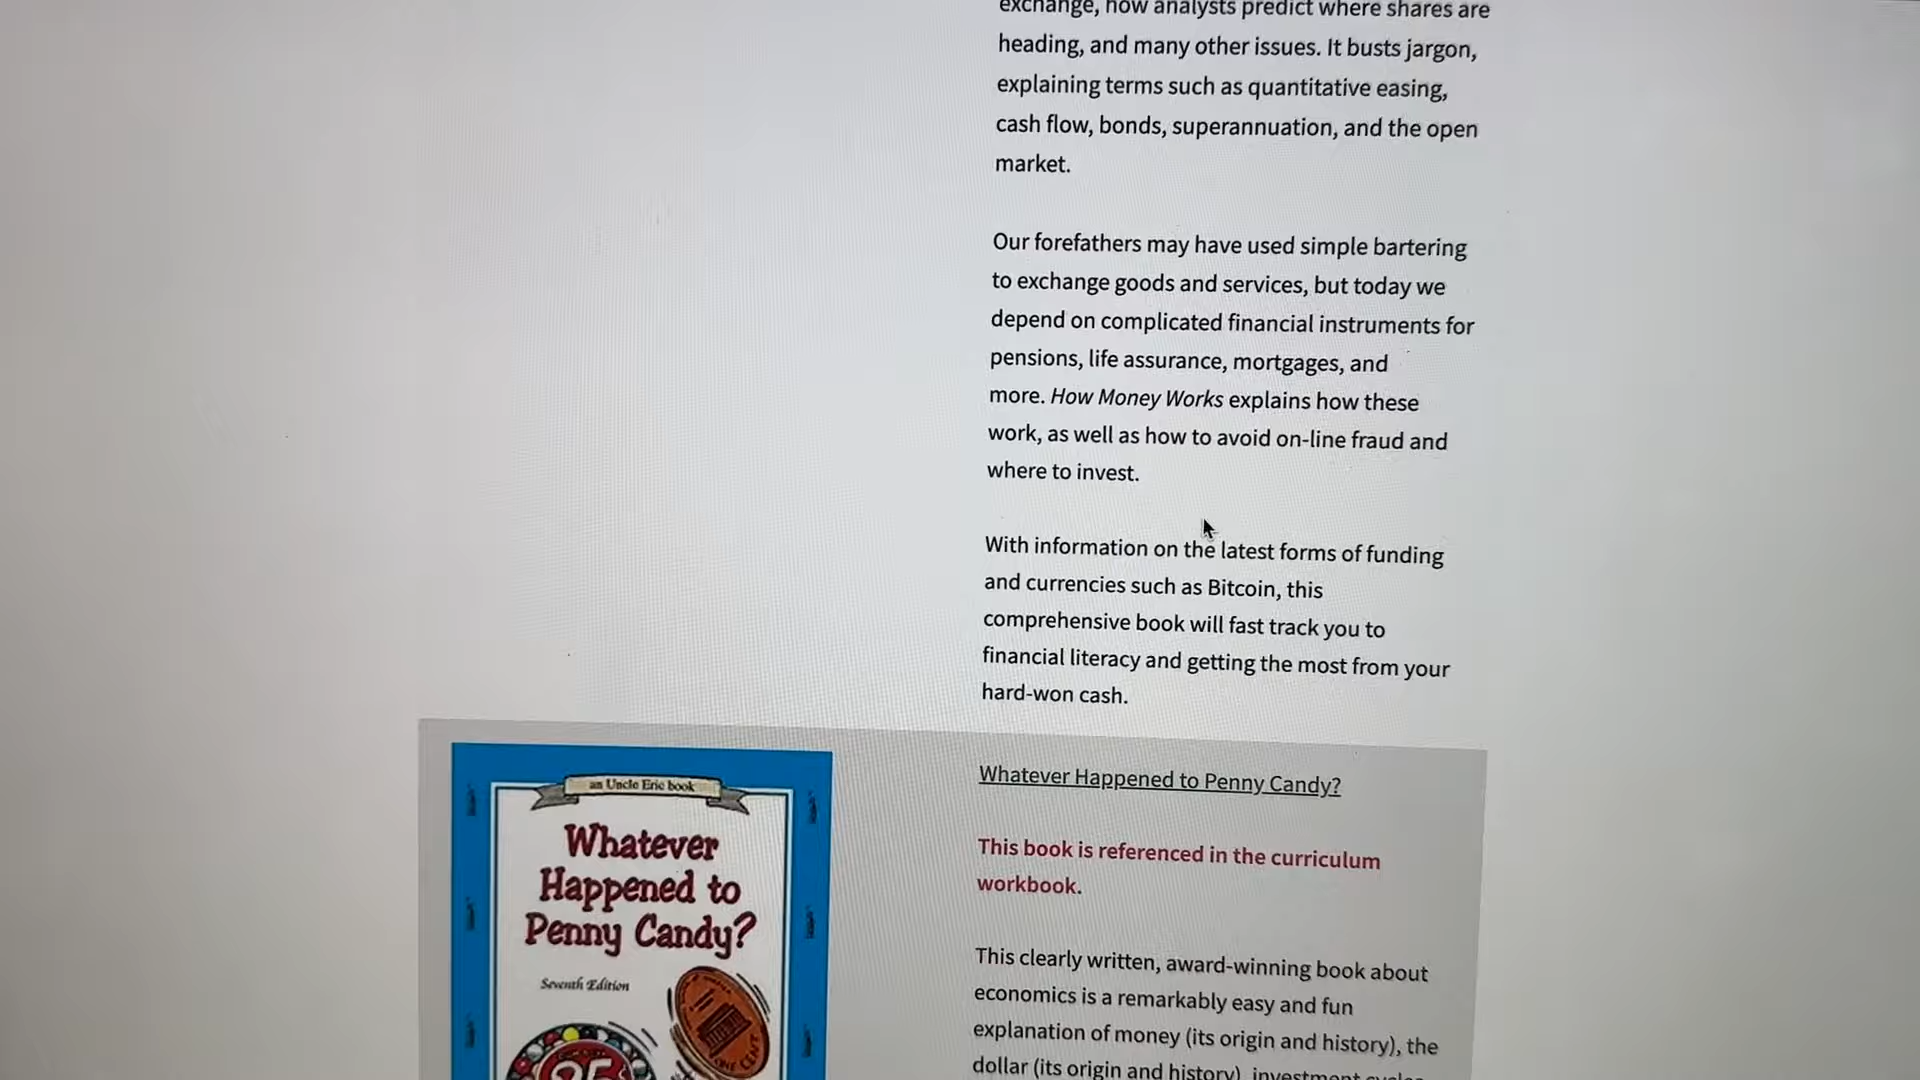 exchange, how analysts predict where shares are
heading, and many other issues. It busts jargon,
explaining terms such as quantitative easing,
cash flow, bonds, superannuation, and the open
market.
Our forefathers may have used simple bartering
to exchange goods and services, but today we
depend on complicated financial instruments for
pensions, life assurance, mortgages, and
more. How Money Works explains how these
work, as well as how to avoid on-line fraud and
where to invest.
With information on the latest forms of funding
and currencies such as Bitcoin, this
comprehensive book will fast track you to
financial literacy and getting the most from your
hard-won cash.
an Uncle Eric book
Whatever
Happened to
Penny Candy?
Seventh Edition
ONE CENT
Whatever Happened to Penny Candy?
This book is referenced in the curriculum
workbook.
This clearly written, award-winning book about
economics is a remarkably easy and fun
explanation of money (its origin and history), the
dollar (its origin and history), investment cycles,